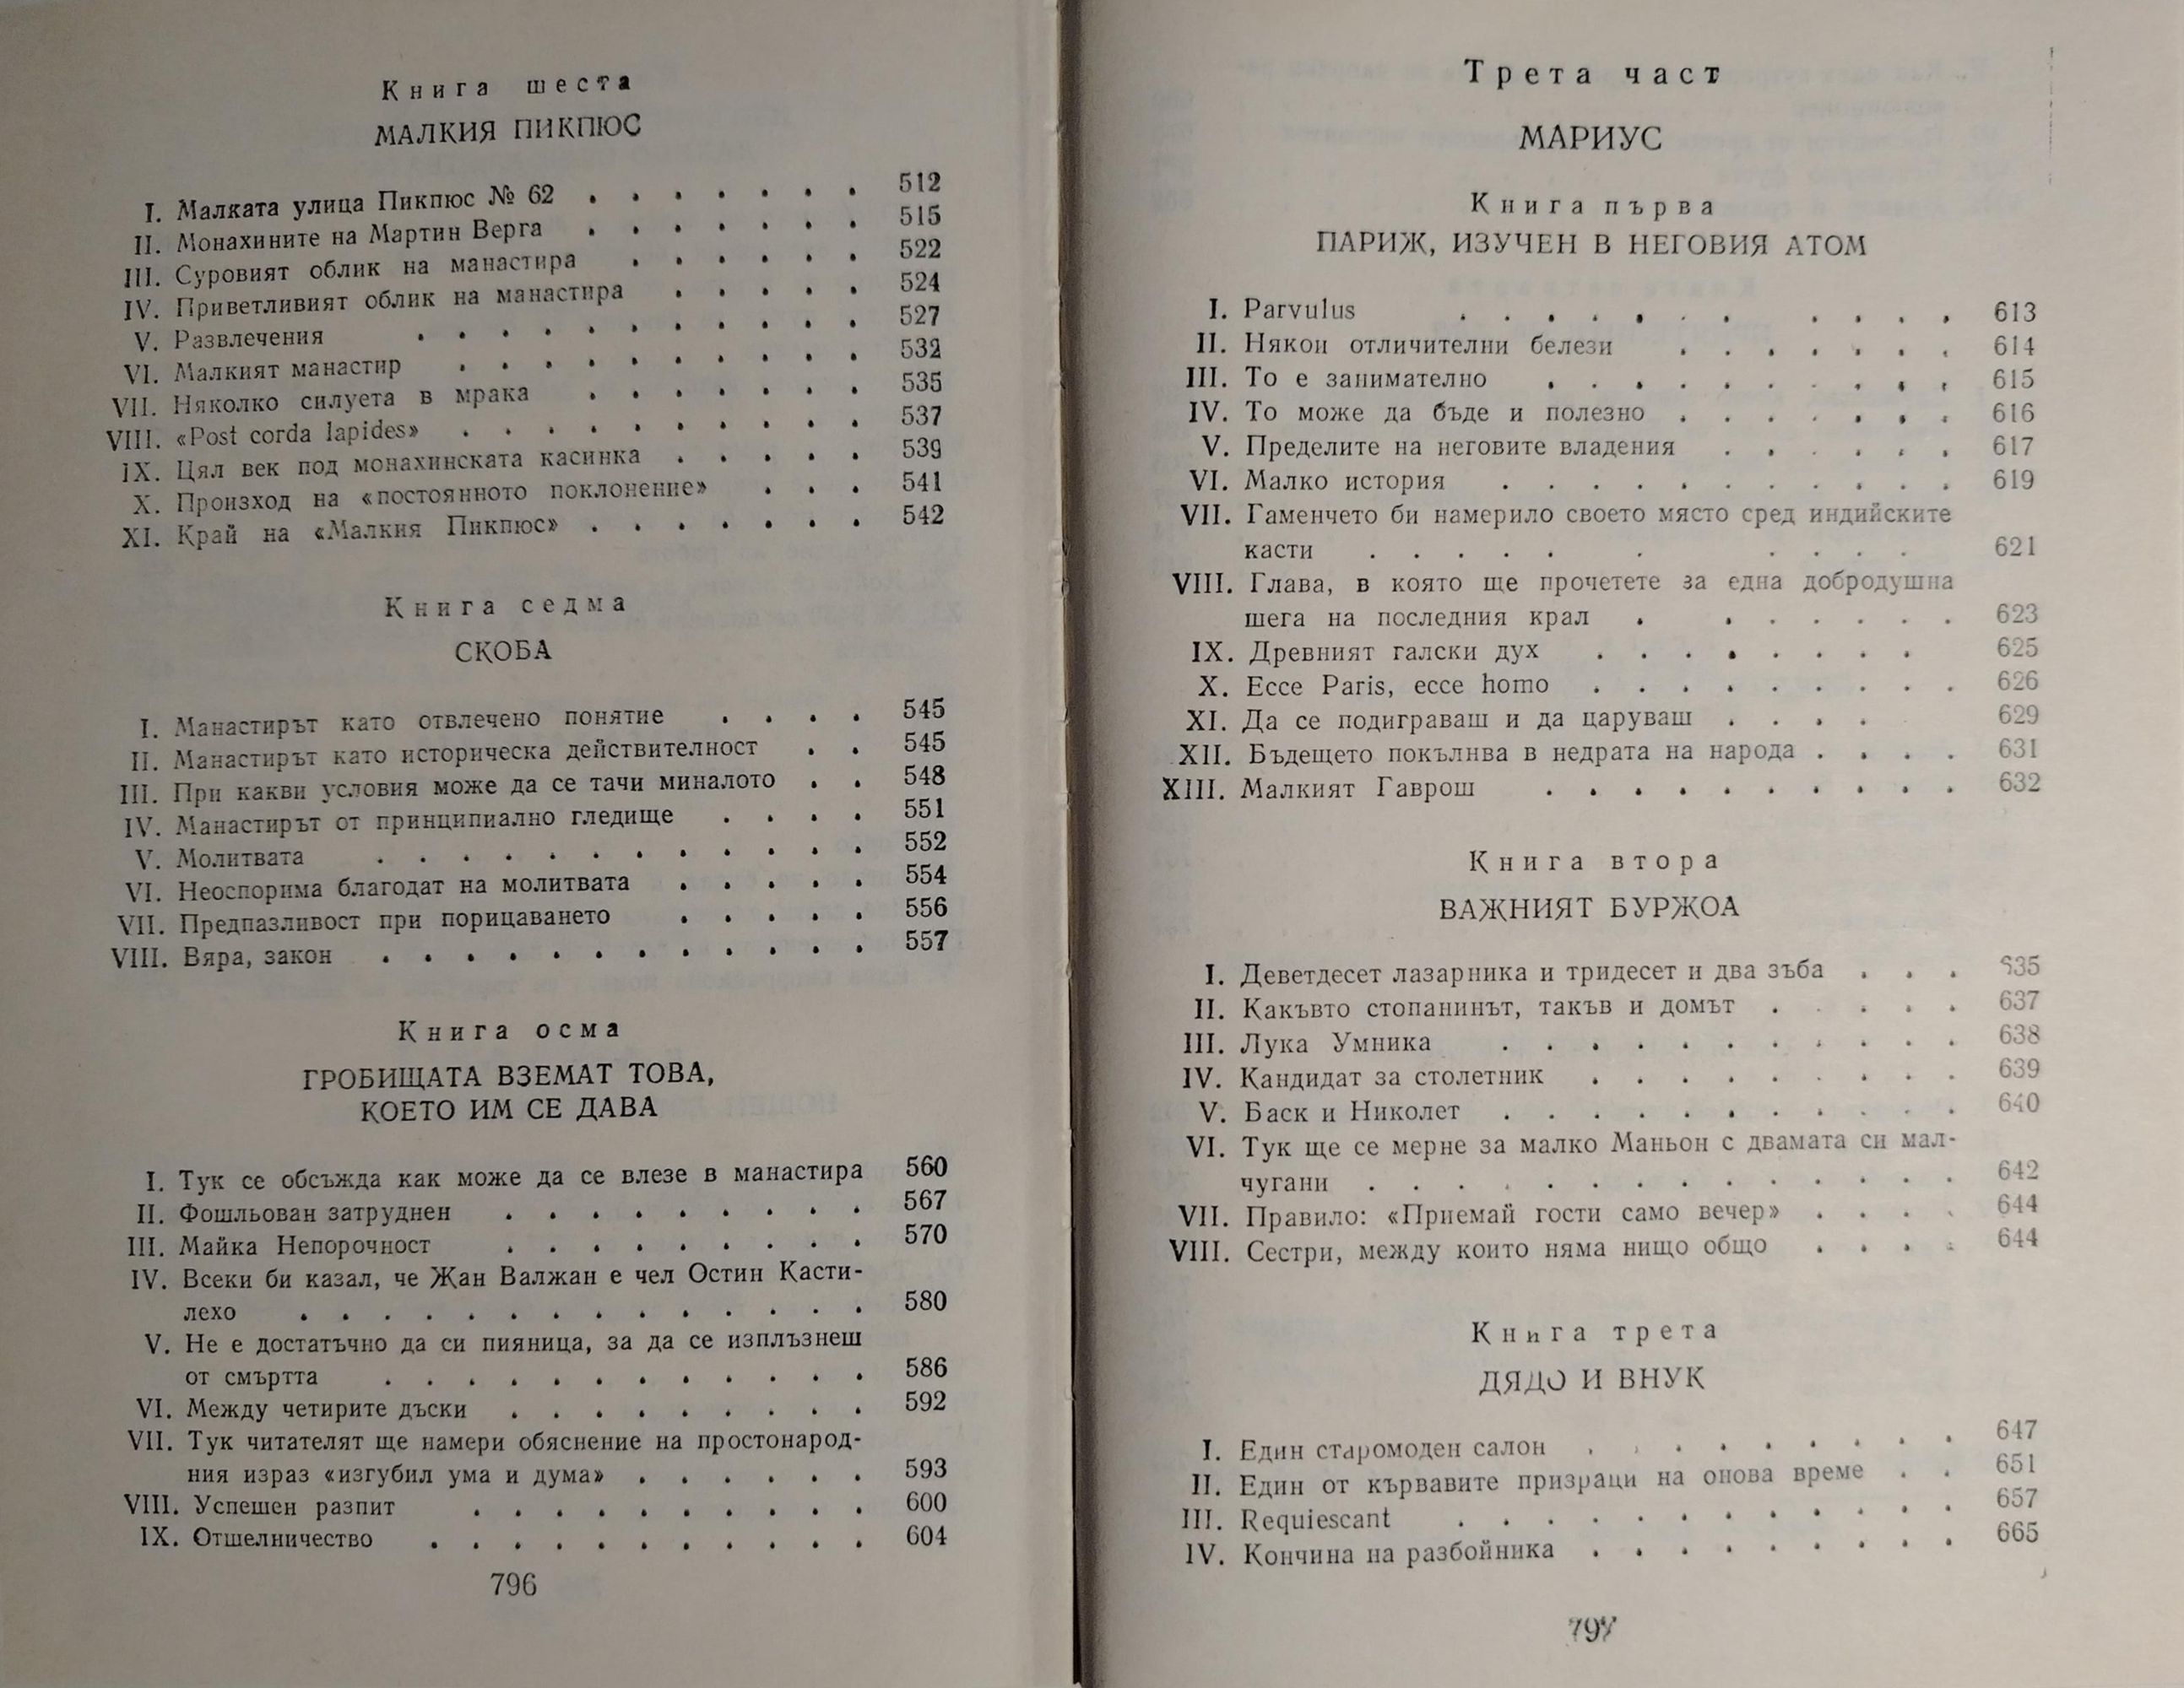 Книга шеста
МАЛКИЯ ПИКПЮС
I. Малката улица Пикпюс № 62 . . . . . . . 512
II. Монахините на Мартин Верга . . . . . . . 515
III. Суровият облик на манастира . . . . . . 522
IV. Приветливият облик на манастира . . . . . 524
V. Развлечения . . . . . . . . . . . 527
VI. Малкият манастир . . . . . . . . . . 532
VII. Няколко силуета в мрака . . . . . . . 535
VIII. «Post corda lapides» . . . . . . . . . . 537
IX. Цял век под монахинската касинка . . . . . 539
X. Произход на «постоянното поклонение» . . . 541
XI. Край на «Малкия Пикпюс» . . . . . . . 542
Книга седма
СКОБА
I. Манастирът като отвлечено понятие . . . . 545
II. Манастирът като историческа действителност . . 545
III. При какви условия може да се тачи миналото . . 548
IV. Манастирът от принципиално гледище . . . . 551
V. Молитвата . . . . . . . . . . . . 552
VI. Неоспорима благодат на молитвата . . . . . 554
VII. Предпазливост при порицаването . . . . . 556
VIII. Вяра, закон . . . . . . . . . . . . 557
Книга осма
ГРОБИЩАТА ВЗЕМАТ ТОВА,
КОЕТО ИМ СЕ ДАВА
I. Тук се обсъжда как може да се влезе в манастира 560
II. Фошльован затруднен . . . . . . . . . 567
III. Майка Непорочност . . . . . . . . . 570
IV. Всеки би казал, че Жан Валжан е чел Остин Касти-
лехо . . . . . . . . . . . . . . 580
V. Не е достатъчно да си пияница, за да се изплъзнеш
от смъртта . . . . . . . . . . . . 586
VI. Между четирите дъски . . . . . . . . . 592
VII. Тук читателят ще намери обяснение на простонарод-
ния израз «изгубил ума и дума» . . . . . . 593
VIII. Успешен разпит . . . . . . . . . . 600
IX. Отшелничество . . . . . . . . . . . 604
796
Трета част
МАРИУС
Книга първа
ПАРИЖ, ИЗУЧЕН В НЕГОВИЯ АТОМ
I. Parvulus . . . . . . . . . . . 613
II. Някои отличителни белези . . . . . . . 614
III. То е занимателно . . . . . . . . . . 615
IV. То може да бъде и полезно . . . . . . . 616
V. Пределите на неговите владения . . . . . . 617
VI. Малко история . . . . . . . . . . . 619
VII. Гаменчето би намерило своето място сред индийските
касти . . . . . . . . . . 621
VIII. Глава, в която ще прочетете за една добродушна
шега на последния крал . . . . . . . 623
IX. Древният галски дух . . . . . . . . 625
X. Ecce Paris, ecce homo . . . . . . . . . 626
XI. Да се подиграваш и да царуваш . . . . 629
XII. Бъдещето покълнва в недрата на народа . . . . 631
XIII. Малкият Гаврош . . . . . . . . . . 632
Книга втора
ВАЖНИЯТ БУРЖОА
I. Деветдесет лазарника и тридесет и два зъба . . . 635
II. Какъвто стопанинът, такъв и домът . . . . . 637
III. Лука Умника . . . . . . . . . . . 638
IV. Кандидат за столетник . . . . . . . . . 639
V. Баск и Николет . . . . . . . . . . . 640
VI. Тук ще се мерне за малко Маньон с двамата си мал-
чугани . . . . . . . . . . . . . . 642
VII. Правило: «Приемай гости само вечер» . . . . 644
VIII. Сестри, между които няма нищо общо . . . . 644
Книга трета
ДЯДО И ВНУК
I. Един старомоден салон . . . . . . . . . 647
II. Един от кървавите призраци на онова време . . 651
III. Requiescant . . . . . . . . . . . . 657
IV. Кончина на разбойника . . . . . . . . . 665
797